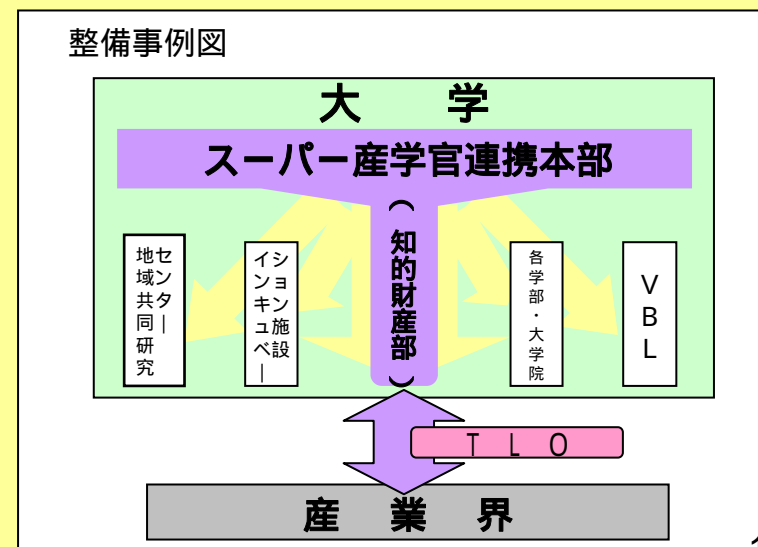 整備事例図
大学
スーパー産学官連携本部
（知的財産部）
地域共同研究
センター
インキュベー
ション施設
各学部・大学院
VBL
TLO
産業界